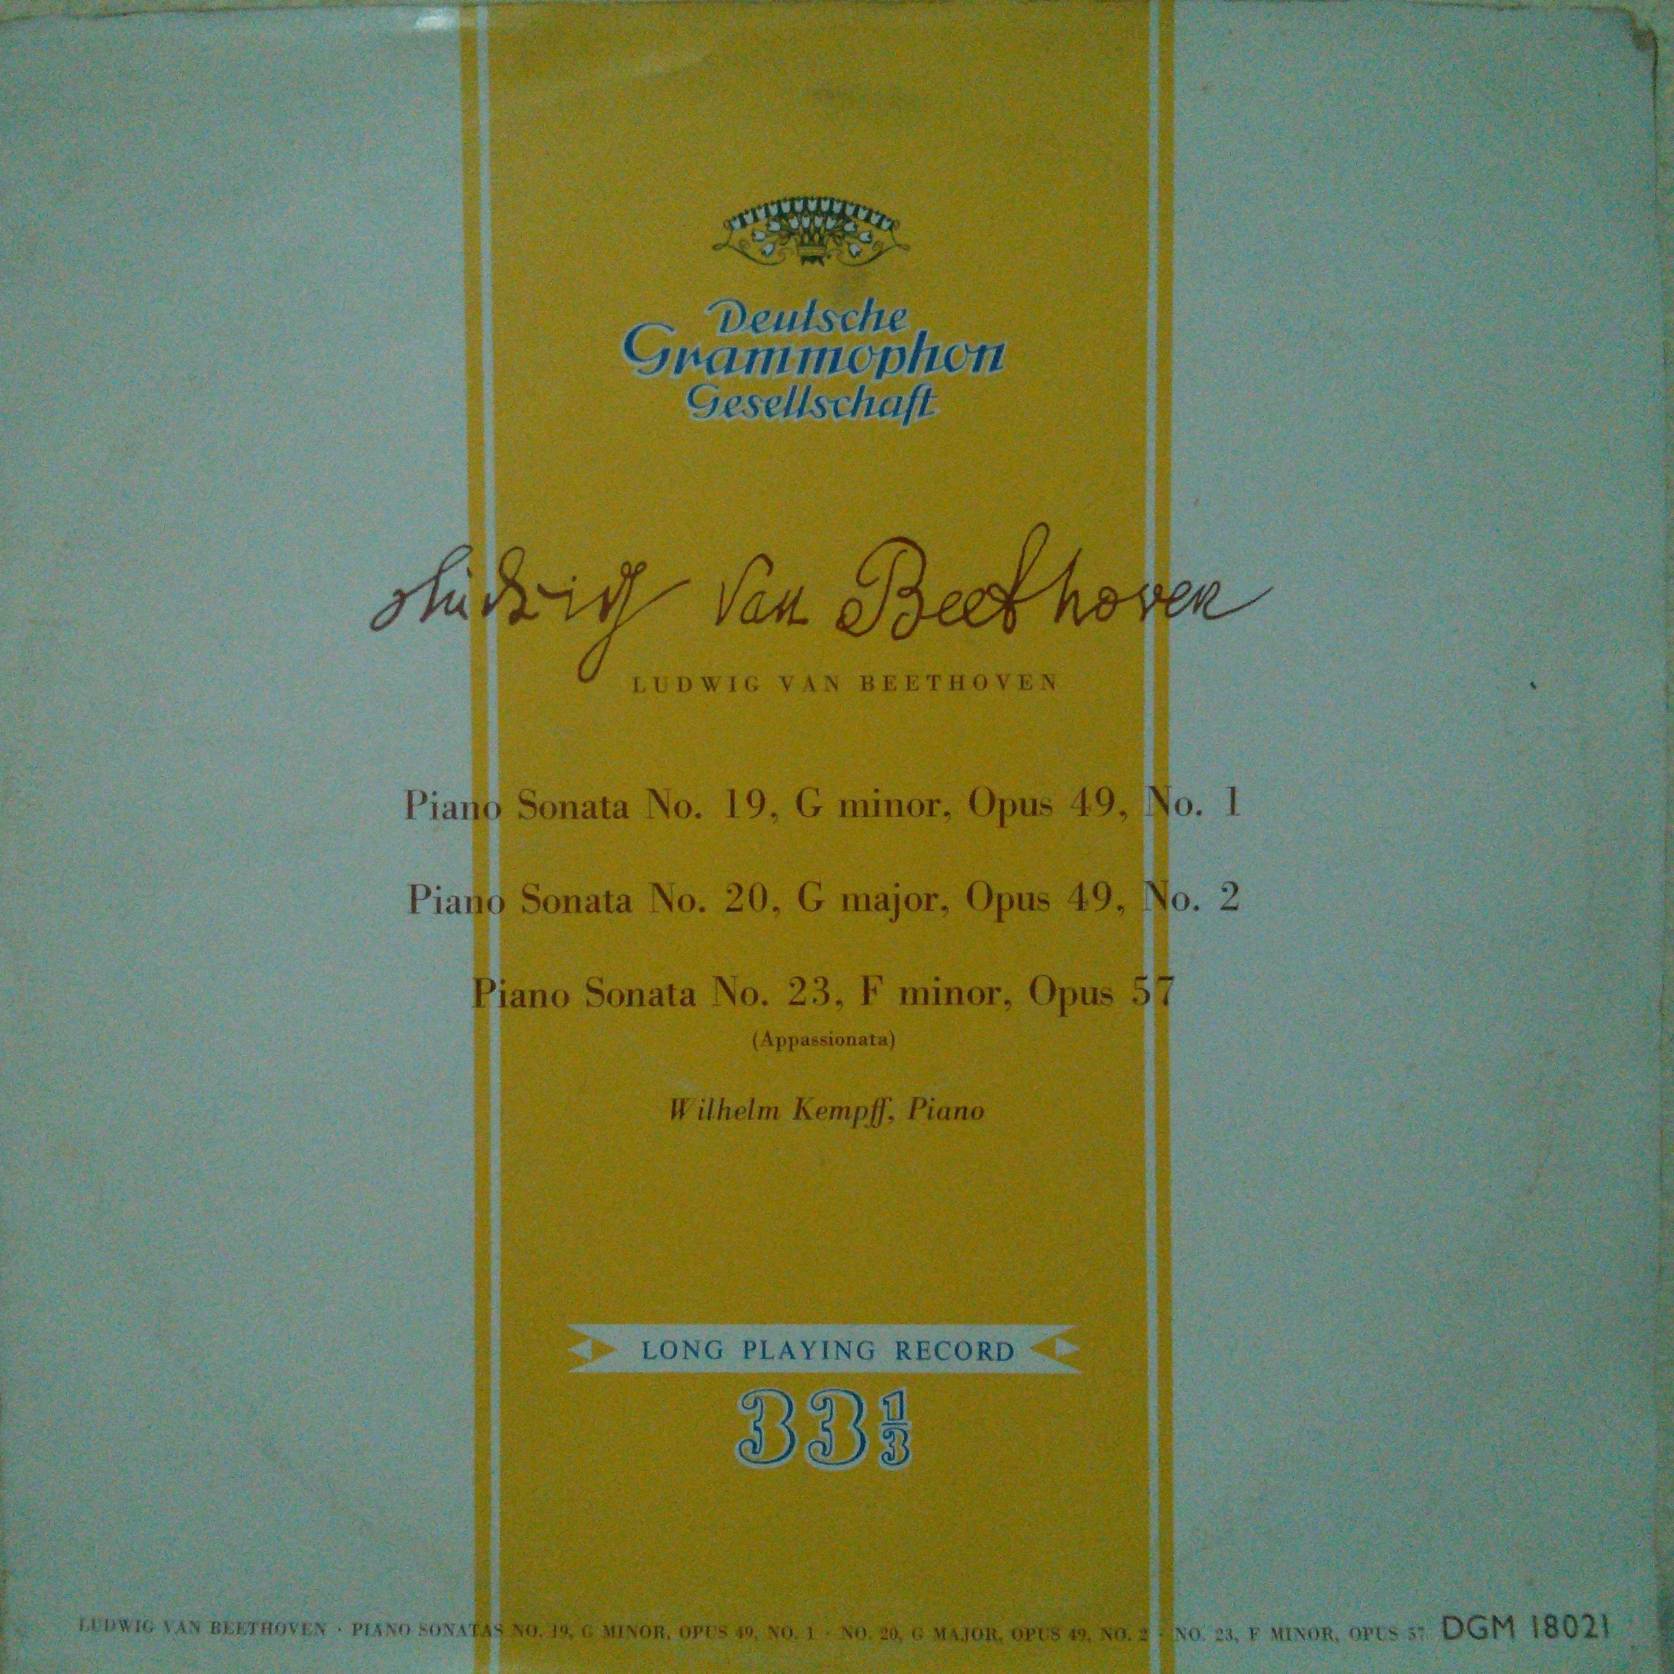 Deutsche
Grammophon
Gesellschaft
Ludwig Van Beethoven
LUDWIG VAN BEETHOVEN
Piano Sonata No. 19, G minor, Opus 49, No. 1
Piano Sonata No. 20, G major, Opus 49, No. 2
Piano Sonata No. 23, F minor, Opus 57
(Appassionata)
Wilhelm Kempff, Piano
LONG PLAYING RECORD
33 1/3
LUDWIG VAN BEETHOVEN · PIANO SONATAS NO. 19, G MINOR, OPUS 49, NO. 1 · NO. 20, G MAJOR, OPUS 49, NO. 2 · NO. 23, F MINOR, OPUS 57 DGM 18021